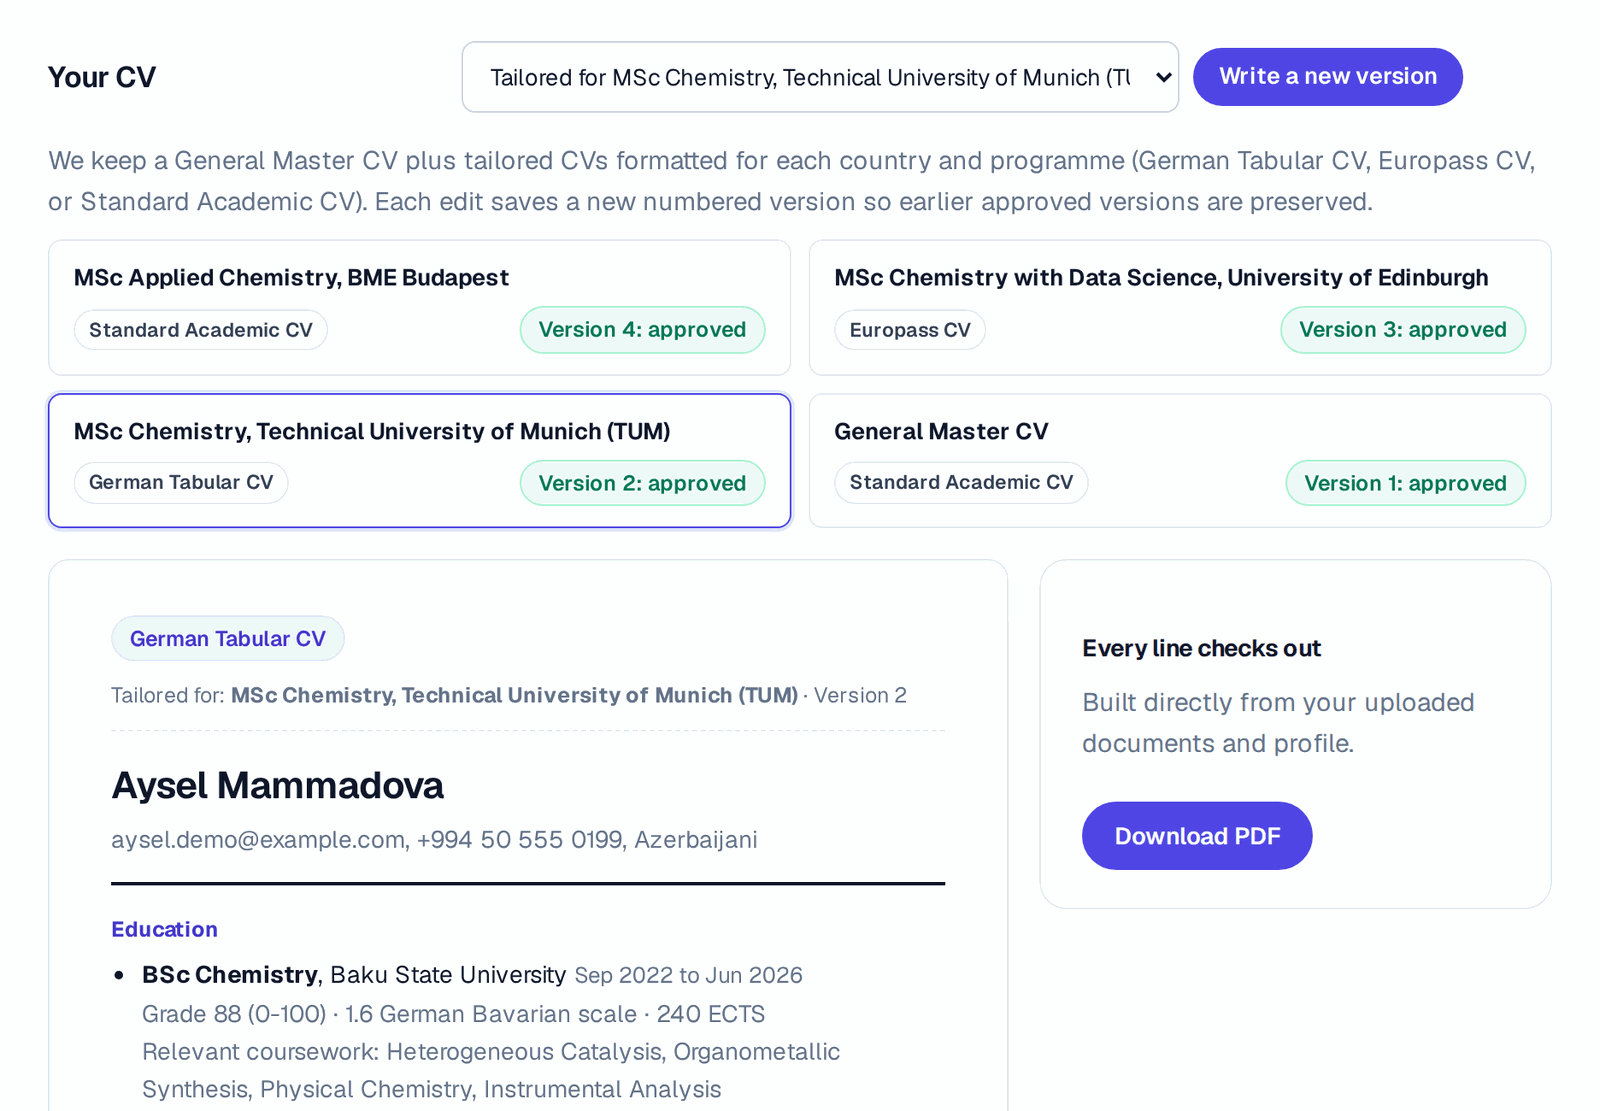 Your CV
Tailored for MSc Chemistry, Technical University of Munich (TU
Write a new version
We keep a General Master CV plus tailored CVs formatted for each country and programme (German Tabular CV, Europass CV,
or Standard Academic CV). Each edit saves a new numbered version so earlier approved versions are preserved.
MSc Applied Chemistry, BME Budapest
Standard Academic CV
Version 4: approved
MSc Chemistry with Data Science, University of Edinburgh
Europass CV
Version 3: approved
MSc Chemistry, Technical University of Munich (TUM)
German Tabular CV
Version 2: approved
General Master CV
Standard Academic CV
Version 1: approved
German Tabular CV
Tailored for: MSc Chemistry, Technical University of Munich (TUM) · Version 2
Aysel Mammadova
aysel.demo@example.com, +994 50 555 0199, Azerbaijani
Education
• BSc Chemistry, Baku State University Sep 2022 to Jun 2026
Grade 88 (0-100) · 1.6 German Bavarian scale · 240 ECTS
Relevant coursework: Heterogeneous Catalysis, Organometallic
Synthesis, Physical Chemistry, Instrumental Analysis
Every line checks out
Built directly from your uploaded
documents and profile.
Download PDF